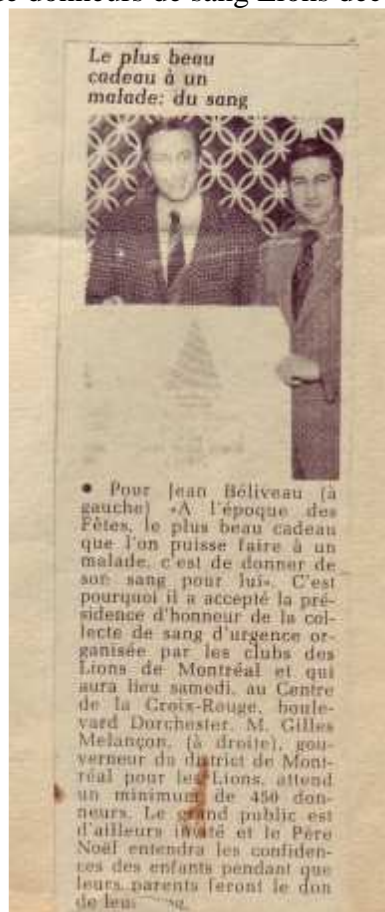 Le plus beau
cadeau à un
malade: du sang
• Pour Jean Béliveau (à
gauche) «A l'époque des
Fêtes, le plus beau cadeau
que l'on puisse faire à un
malade, c'est de donner de
son sang pour lui». C'est
pourquoi il a accepté la pré-
sidence d'honneur de la col-
lecte de sang d'urgence or-
ganisée par les clubs des
Lions de Montréal et qui
aura lieu samedi, au Centre
de la Croix-Rouge, boule-
vard Dorchester. M. Gilles
Melançon, (à droite), gou-
verneur du district de Mont-
réal pour les Lions, attend
un minimum de 450 don-
neurs. Le grand public est
d'ailleurs invité et le Père
Noël entendra les confiden-
ces des enfants pendant que
leurs parents feront le don
de leur